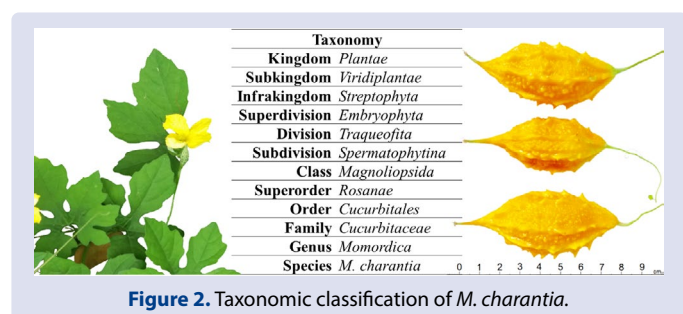 Taxonomy
Kingdom Plantae
Subkingdom Viridiplantae
Infrakingdom Streptophyta
Superdivision Embryophyta
Division Traqueofita
Subdivision Spermatophytina
Class Magnoliopsida
Superorder Rosanae
Order Cucurbitales
Family Cucurbitaceae
Genus Momordica
Species M. charantia
0 1 2 3 4 5 6 7 8 9 cm
Figure 2. Taxonomic classification of M. charantia.